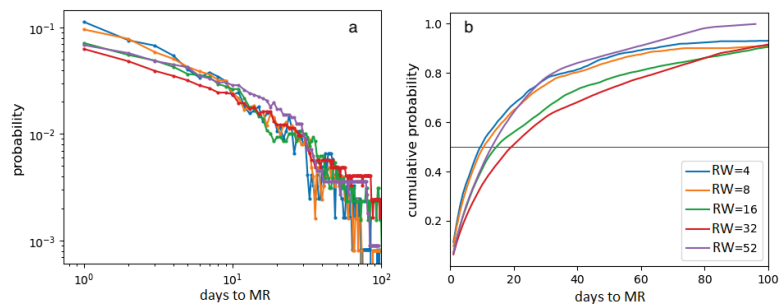 a
probability
10⁻¹
10⁻²
10⁻³
10⁰
10¹
10²
days to MR
b
cumulative probability
1.0
0.8
0.6
0.4
0.2
0
20
40
60
80
100
days to MR
RW=4
RW=8
RW=16
RW=32
RW=52